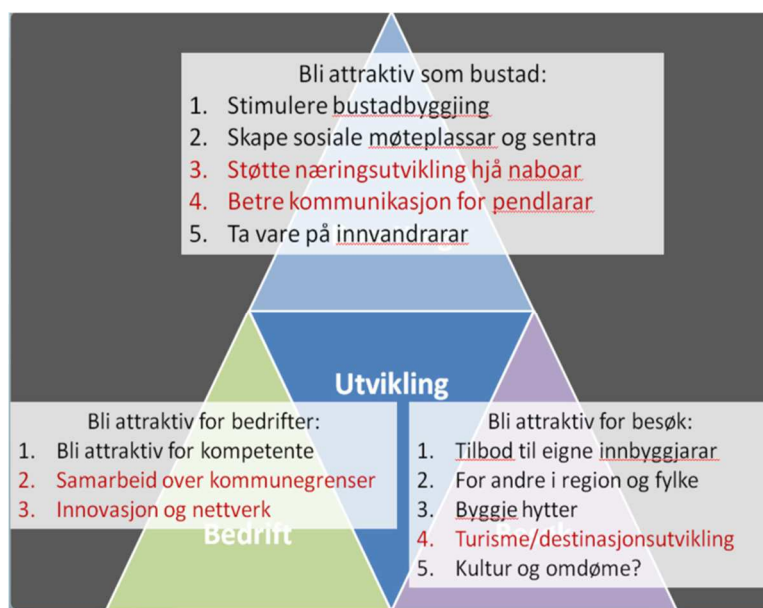 Bli attraktiv som bustad:
1. Stimulere bustadbyggjing
2. Skape sosiale møteplassar og sentra
3. Støtte næringsutvikling hjå naboar
4. Betre kommunikasjon for pendlarar
5. Ta vare på innvandrarar
Utvikling
Bli attraktiv for bedrifter:
1. Bli attraktiv for kompetente
2. Samarbeid over kommunegrenser
3. Innovasjon og nettverk
Bedrift
Bli attraktiv for besøk:
1. Tilbod til eigne innbyggjarar
2. For andre i region og fylke
3. Byggje hytter
4. Turisme/destinasjonsutvikling
5. Kultur og omdøme?